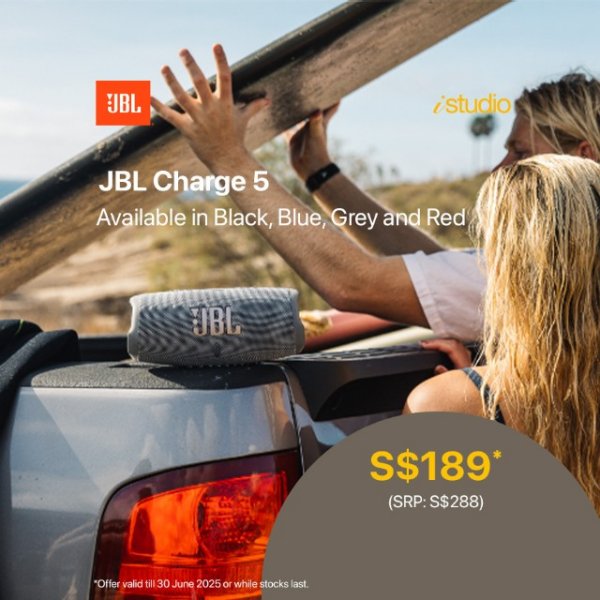 JBL
istudio
JBL Charge 5
Available in Black, Blue, Grey and Red
JBL
S$189*
(SRP: S$288)
*Offer valid till 30 June 2025 or while stocks last.